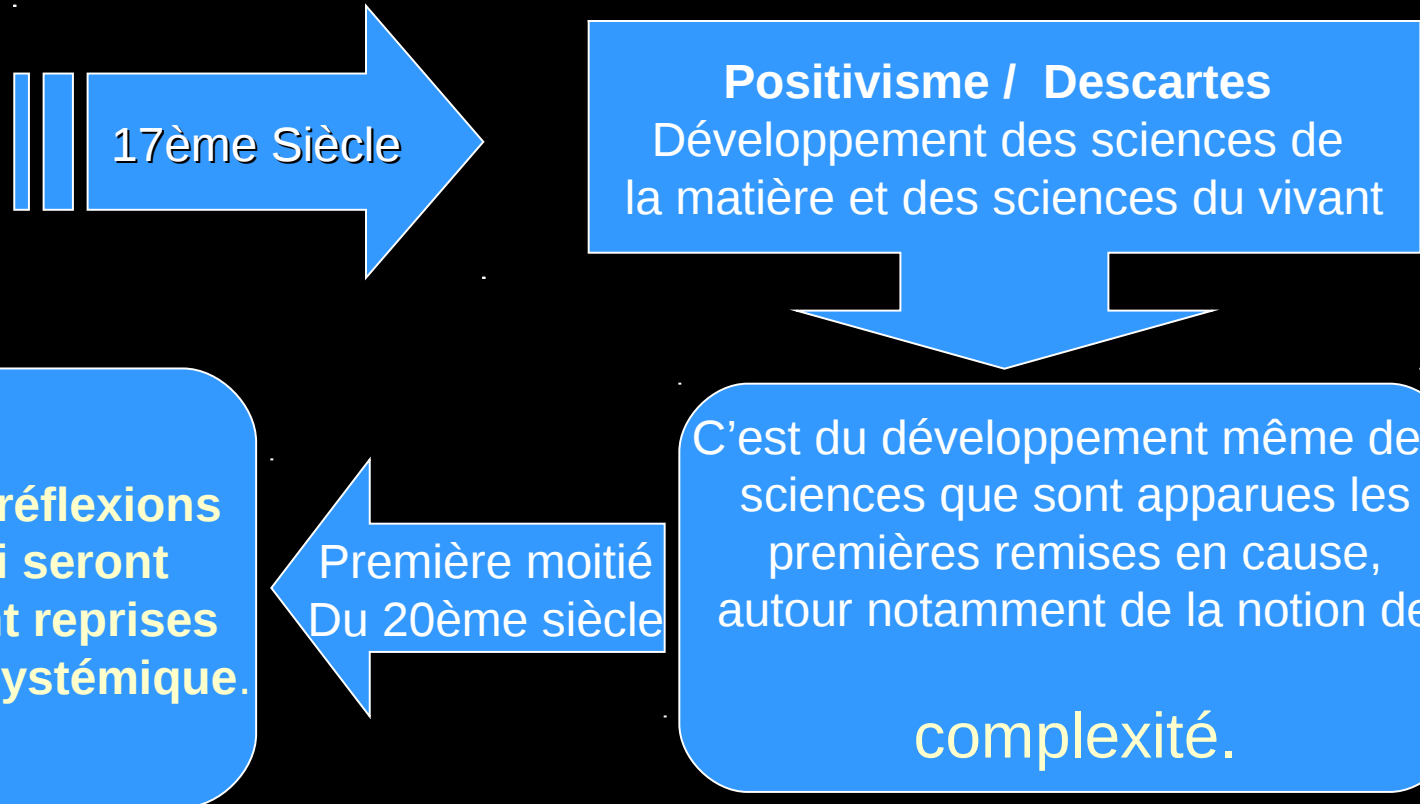 17ème Siècle
Positivisme / Descartes
Développement des sciences de
la matière et des sciences du vivant
C’est du développement même de
sciences que sont apparues les
premières remises en cause,
autour notamment de la notion de
complexité.
Première moitié
Du 20ème siècle
réflexions
seront
reprises
.